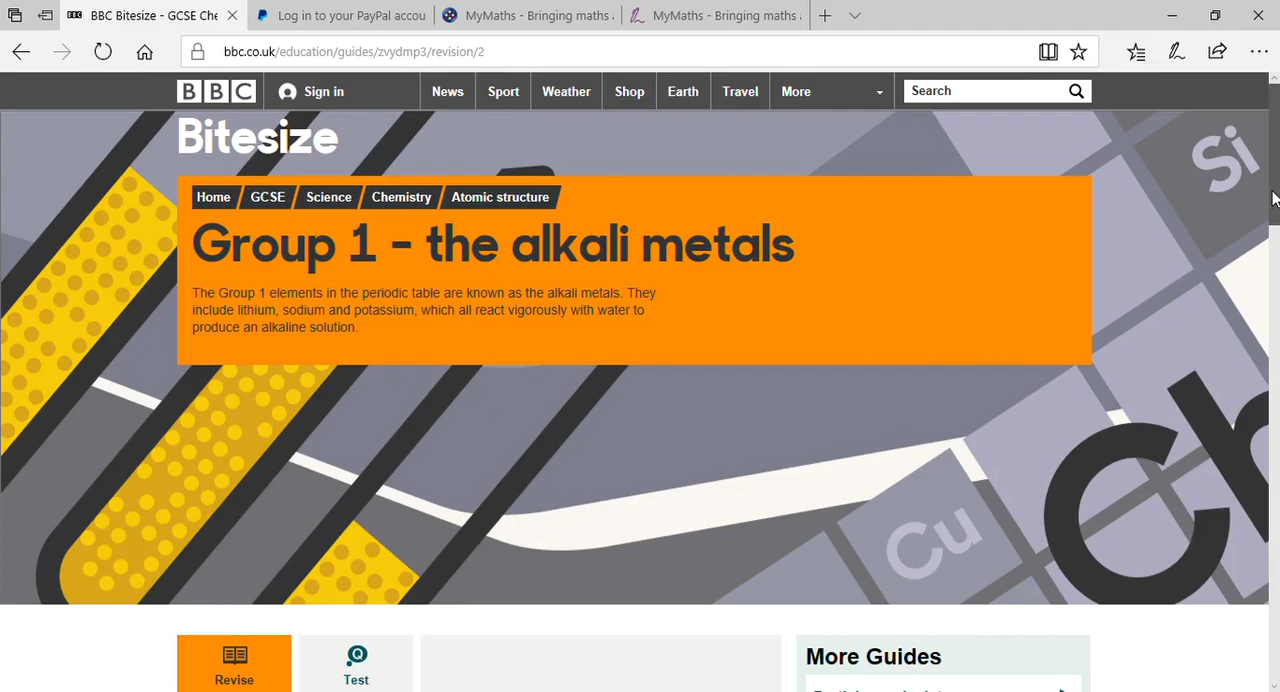 BBC Bitesize - GCSE Che
Log in to your PayPal accou
MyMaths - Bringing maths a
MyMaths - Bringing maths a
bbc.co.uk/education/guides/zvydmp3/revision/2
BBC Sign in News Sport Weather Shop Earth Travel More Search
Bitesize
Home GCSE Science Chemistry Atomic structure
Group 1 - the alkali metals
The Group 1 elements in the periodic table are known as the alkali metals. They
include lithium, sodium and potassium, which all react vigorously with water to
produce an alkaline solution.
Si
Cu
Ch
Revise
Test
More Guides